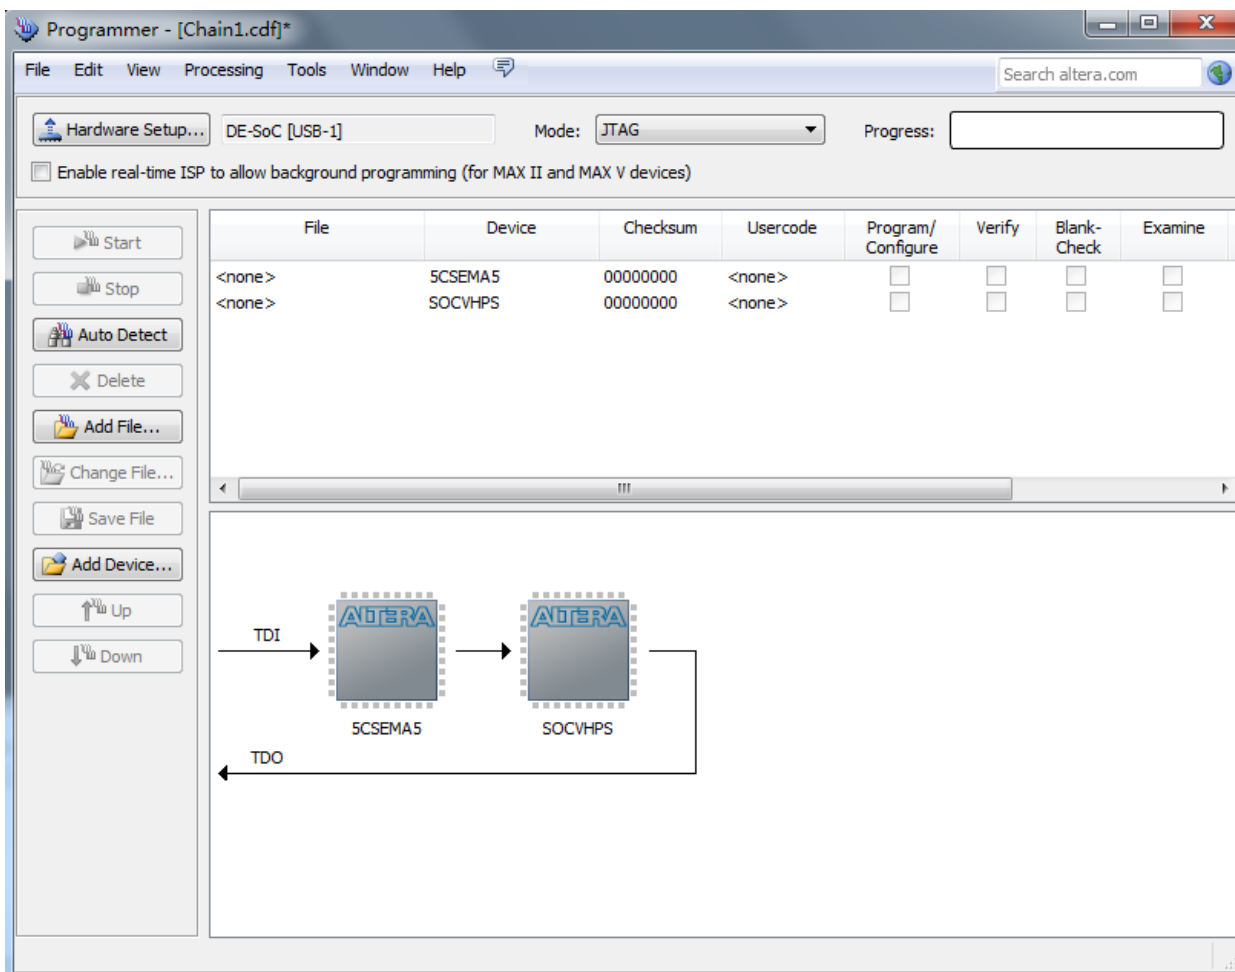 Programmer - [Chain1.cdf]*
File Edit View Processing Tools Window Help
Search altera.com
Hardware Setup... DE-SoC [USB-1] Mode: JTAG Progress:
Enable real-time ISP to allow background programming (for MAX II and MAX V devices)
Start
Stop
Auto Detect
Delete
Add File...
Change File...
Save File
Add Device...
Up
Down
File Device Checksum Usercode Program/ Verify Blank- Examine
Configure Check
<none> 5CSEMA5 00000000 <none>
<none> SOCVHPS 00000000 <none>
ALTERA ALTERA
TDI
5CSEMA5 SOCVHPS
TDO